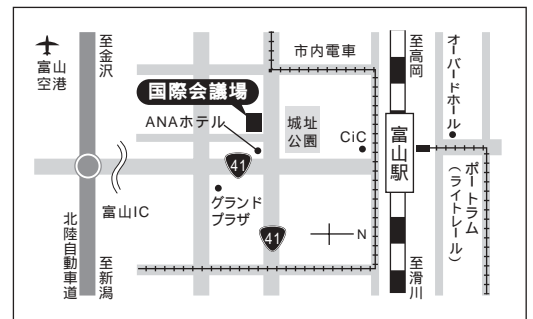 富山
空港
至金沢
市内電車
至高岡
オーバードホール
国際会議場
ANAホテル
城址
公園
CiC
富山駅
41
富山IC
グランド
プラザ
41
N
ポートラム
(ライトレール)
北陸自動車道
至新潟
至滑川